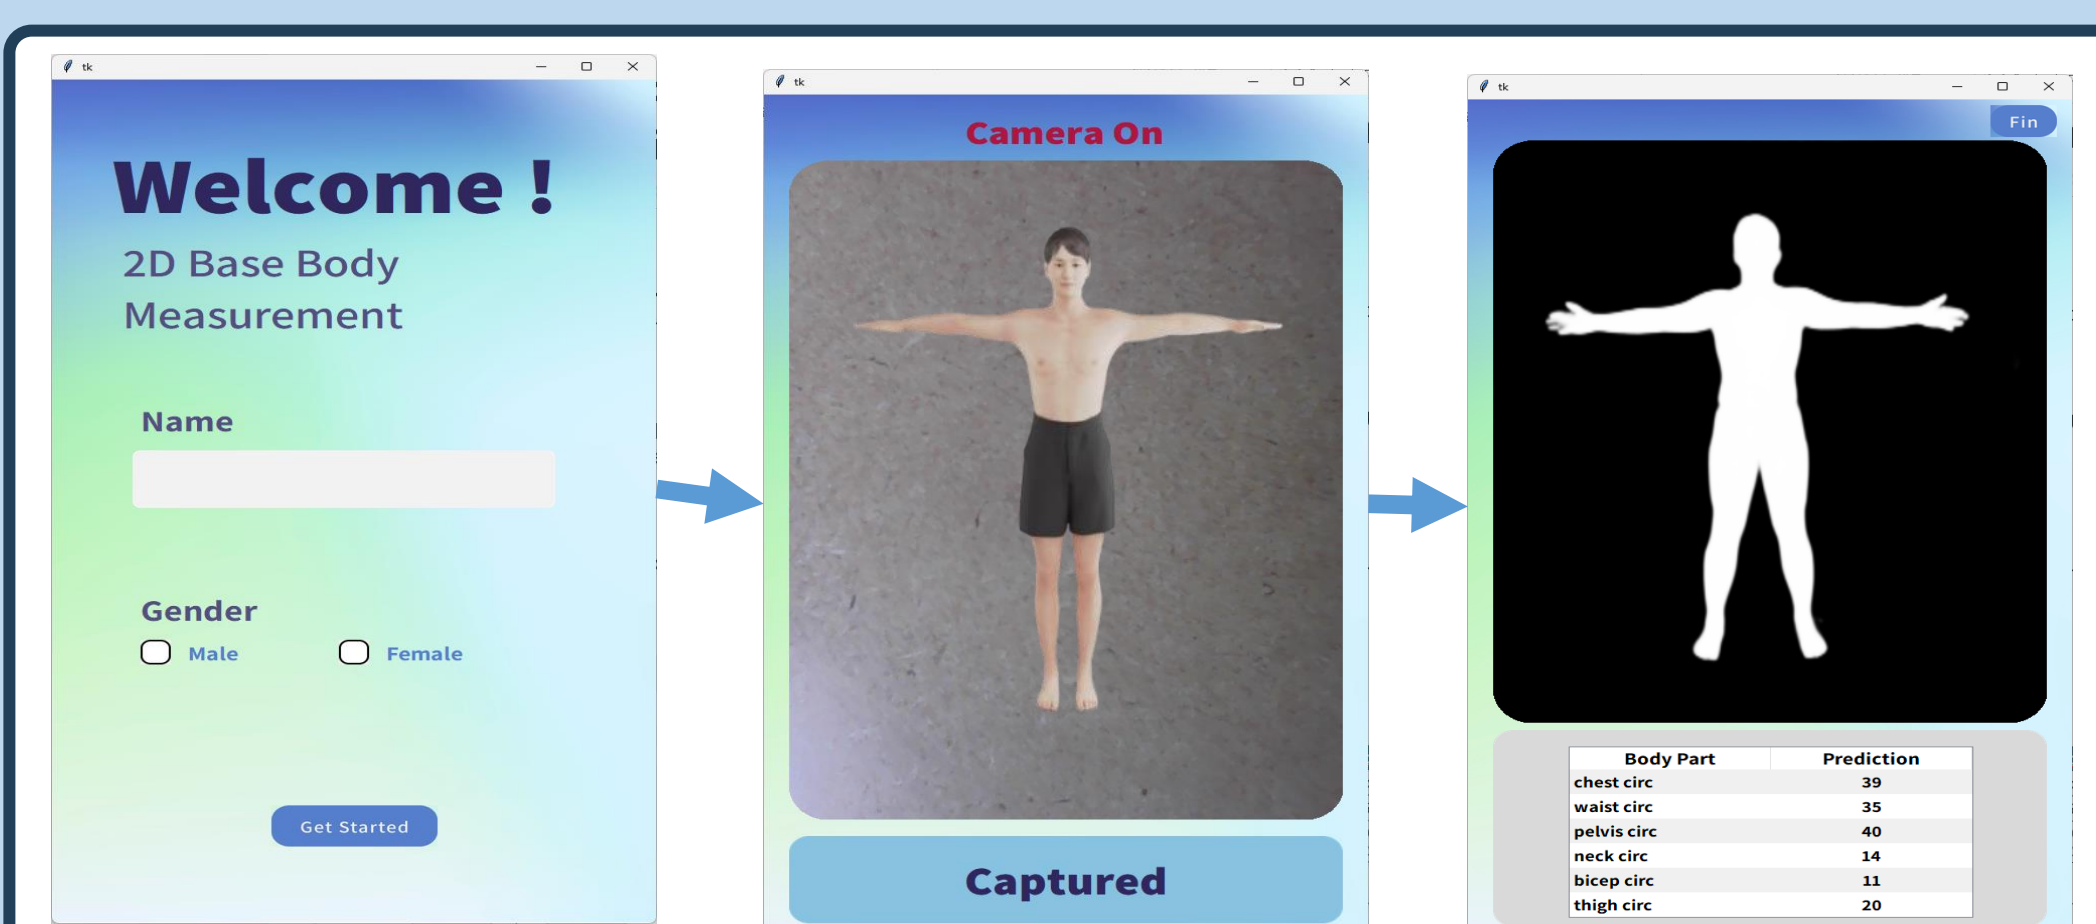 tk
Welcome !
2D Base Body
Measurement
Name
Gender
Male Female
Get Started
tk
Camera On
Captured
tk
Fin
Body Part Prediction
chest circ 39
waist circ 35
pelvis circ 40
neck circ 14
bicep circ 11
thigh circ 20